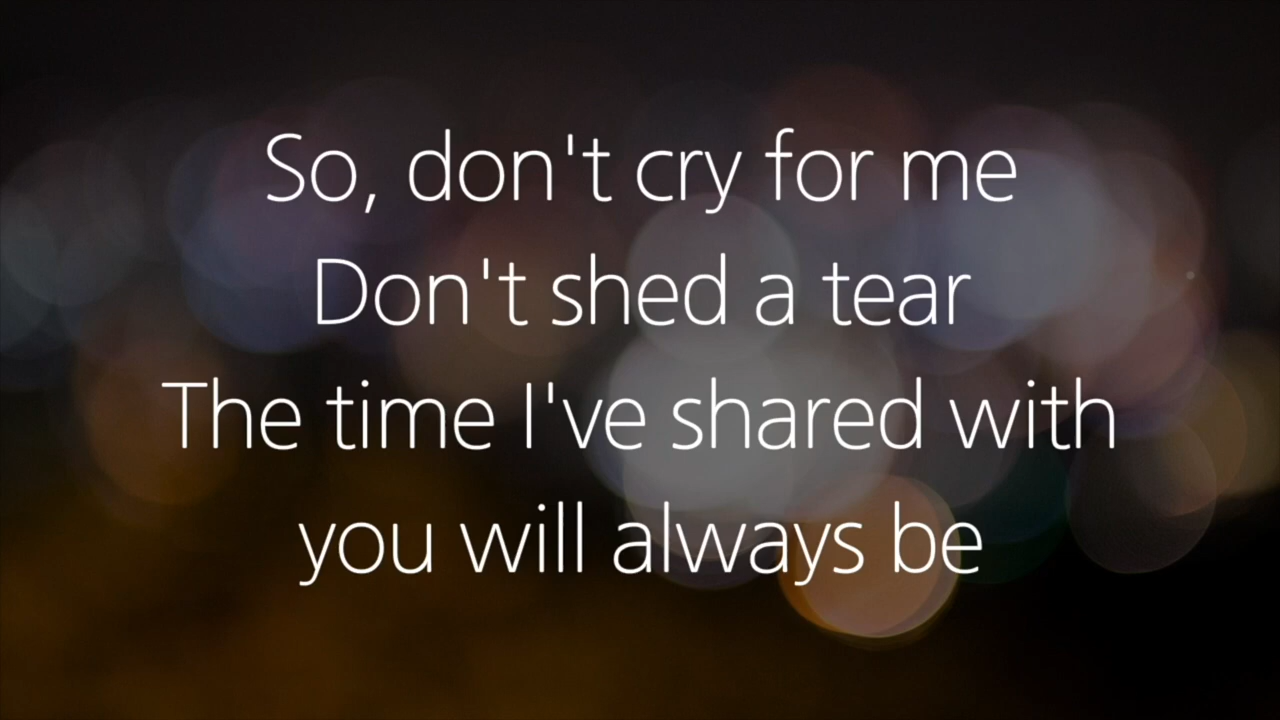 So, don't cry for me
Don't shed a tear
The time I've shared with
you will always be